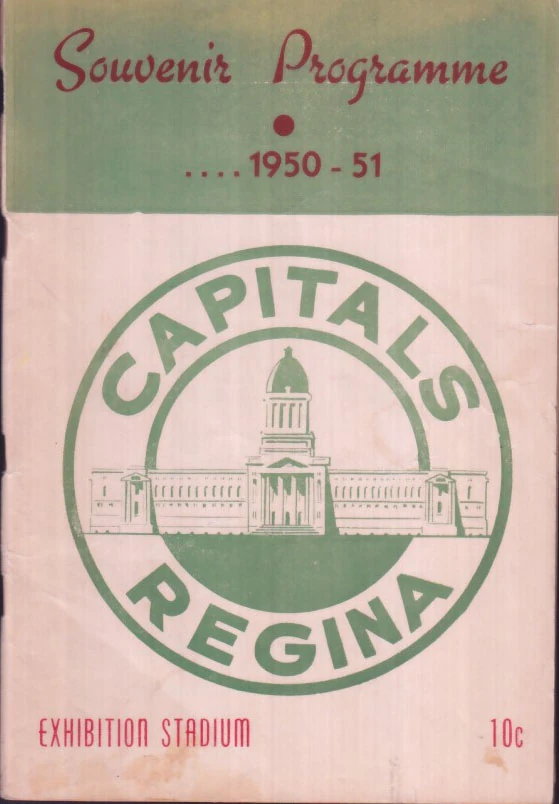 Souvenir Programme
.... 1950 - 51
CAPITALS
REGINA
EXHIBITION STADIUM 10c